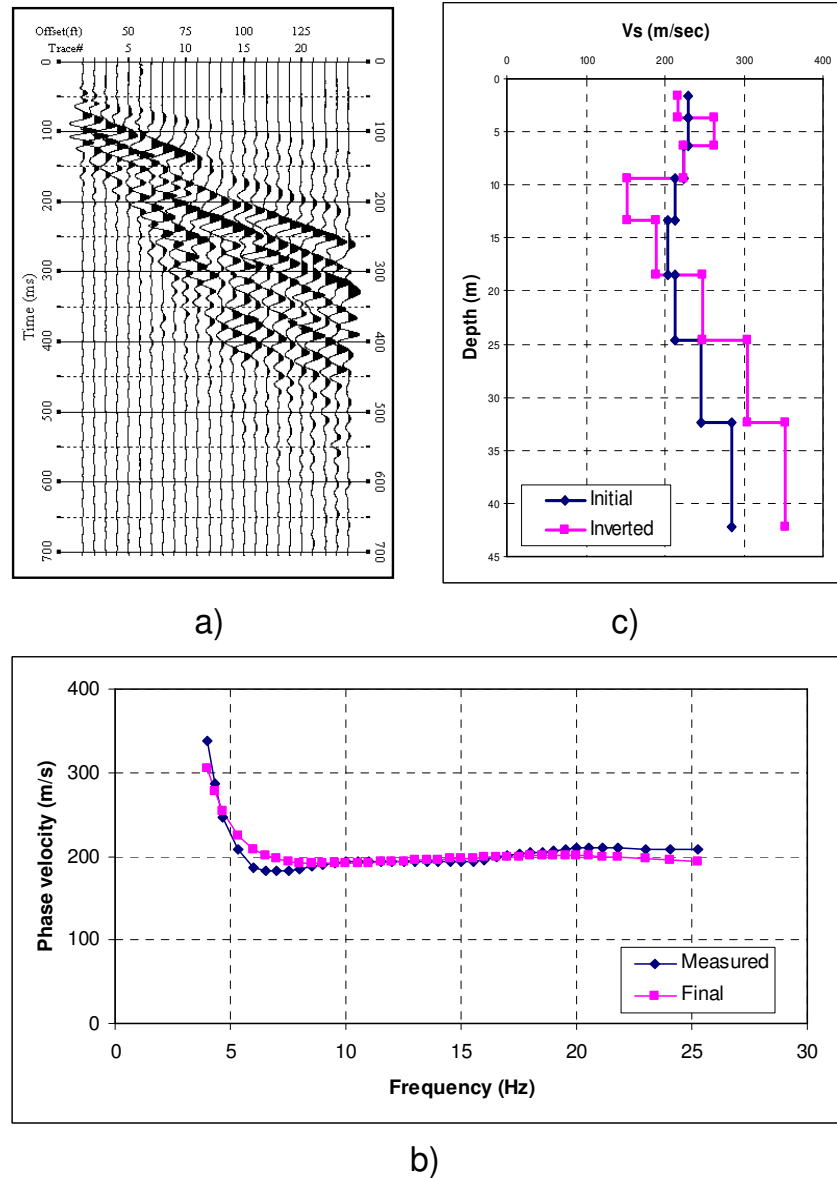 Offset(ft) 50 75 100 125
Trace# 5 10 15 20
0 0
100 100
200 200
300 300
400 400
500 500
600 600
700 700
Time (ms)
a)
Vs (m/sec)
0 100 200 300 400
0
5
10
15
20
25
30
35
40
45
Depth (m)
Initial
Inverted
c)
400
300
200
100
0
Phase velocity (m/s)
0 5 10 15 20 25 30
Frequency (Hz)
Measured
Final
b)